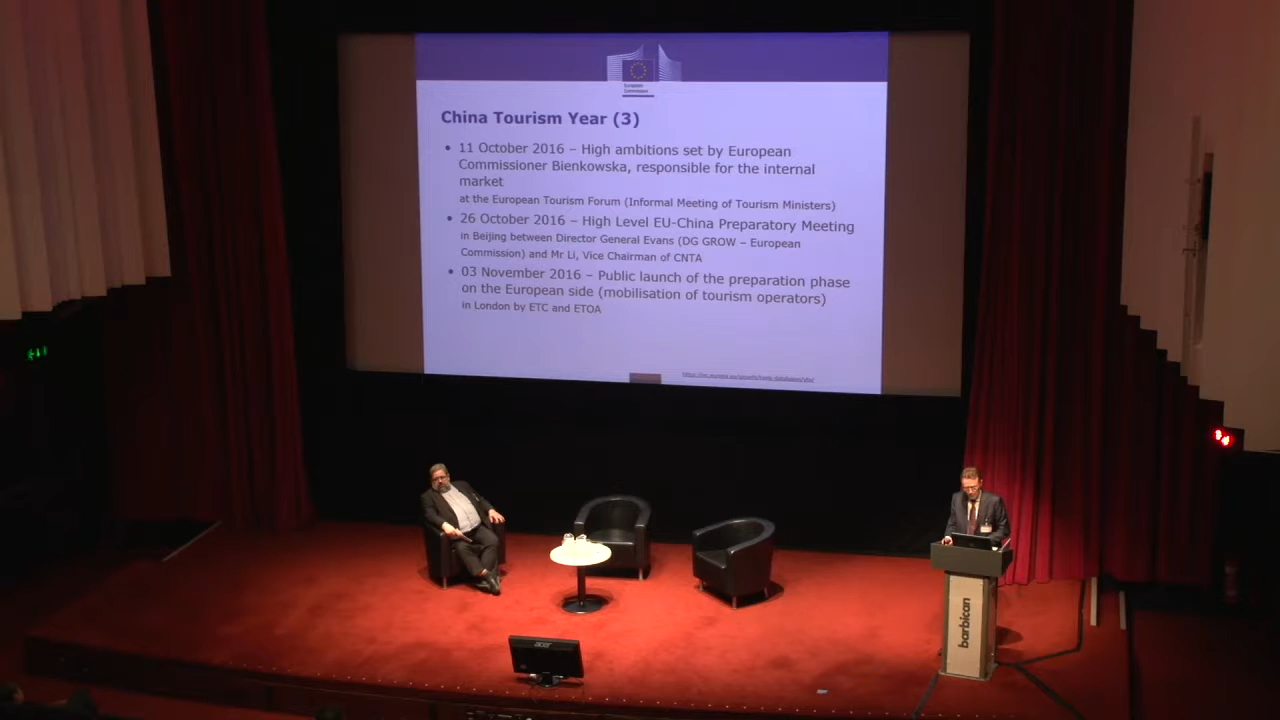 European
Commission
China Tourism Year (3)
• 11 October 2016 – High ambitions set by European
Commissioner Bienkowska, responsible for the internal
market
at the European Tourism Forum (Informal Meeting of Tourism Ministers)
• 26 October 2016 – High Level EU-China Preparatory Meeting
in Beijing between Director General Evans (DG GROW – European
Commission) and Mr Li, Vice Chairman of CNTA
• 03 November 2016 – Public launch of the preparation phase
on the European side (mobilisation of tourism operators)
in London by ETC and ETOA
barbican
acer